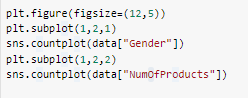 plt.figure(figsize=(12,5))
plt.subplot(1,2,1)
sns.countplot(data["Gender"])
plt.subplot(1,2,2)
sns.countplot(data["NumOfProducts"])